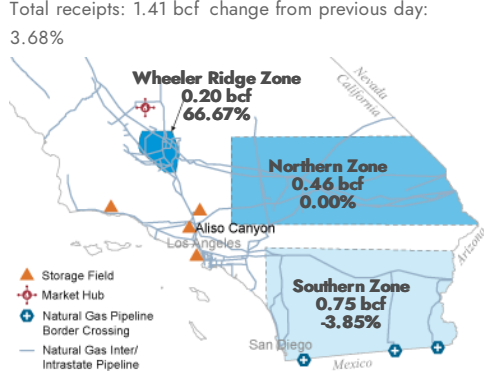 Total receipts: 1.41 bcf change from previous day:
3.68%
Nevada
California
Wheeler Ridge Zone
0.20 bcf
66.67%
Northern Zone
0.46 bcf
0.00%
Aliso Canyon
Los Angeles
Arizona
Storage Field
Market Hub
Natural Gas Pipeline
Border Crossing
Natural Gas Inter/
Intrastate Pipeline
Southern Zone
0.75 bcf
-3.85%
San Diego
Mexico